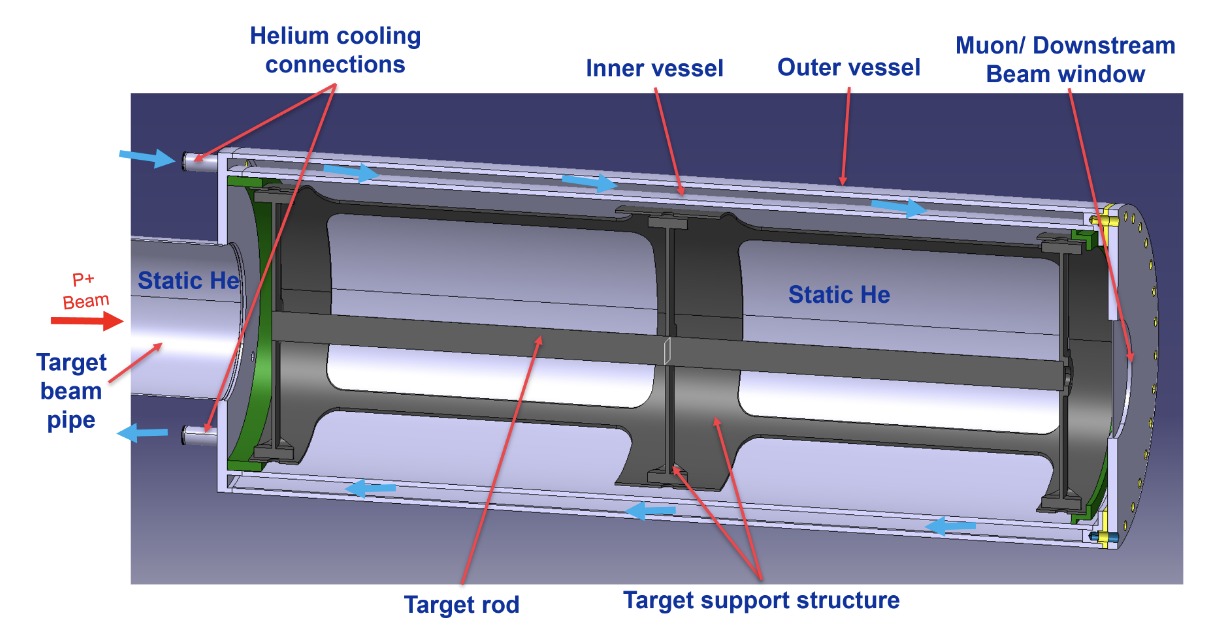 Helium cooling
connections
Inner vessel
Outer vessel
Muon/ Downstream
Beam window
P+
Beam
Static He
Static He
Target
beam
pipe
Target rod
Target support structure